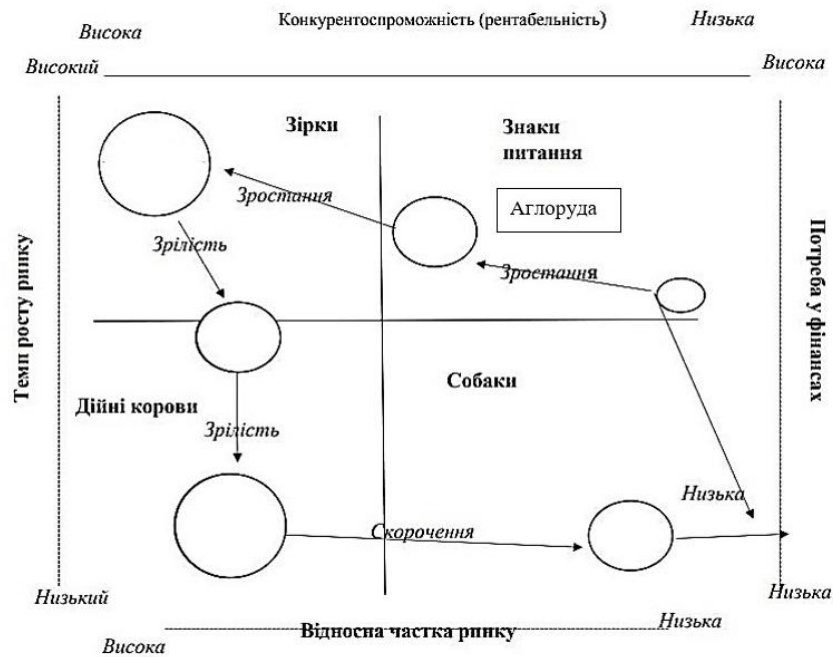 Конкурентоспроможність (рентабельність)
Висока
Низька
Високий
Висока
Зірки
Знаки
питання
Аглоруда
Зростання
Зрілість
Зростання
Темп росту ринку
Потреба у фінансах
Дійні корови
Собаки
Зрілість
Низька
Скорочення
Низький
Низька
Відносна частка ринку
Низька
Висока